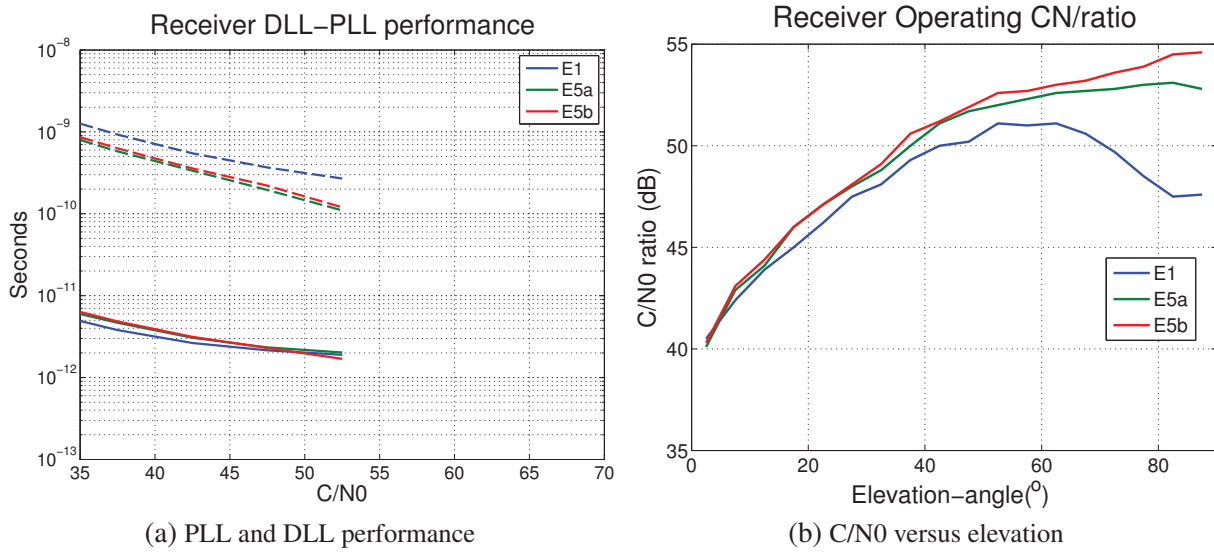 Receiver DLL−PLL performance
10⁻⁸
10⁻⁹
10⁻¹⁰
10⁻¹¹
10⁻¹²
10⁻¹³
Seconds
35 40 45 50 55 60 65 70
C/N0
E1
E5a
E5b
(a) PLL and DLL performance
Receiver Operating CN/ratio
55
50
45
40
35
C/N0 ratio (dB)
0 20 40 60 80
Elevation−angle(°)
E1
E5a
E5b
(b) C/N0 versus elevation